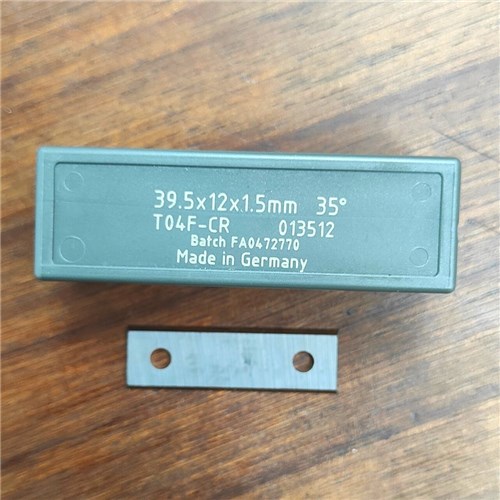 39.5x12x1.5mm 35°
T04F-CR 013512
Batch FA0472770
Made in Germany